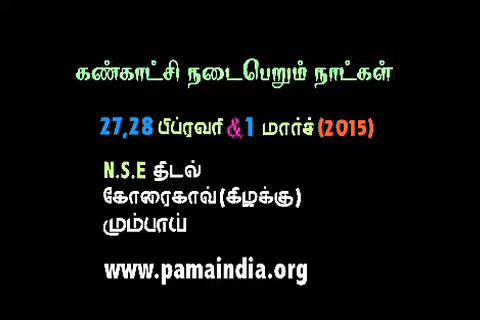 கண்காட்சி நடைபெறும் நாட்கள்
27,28 பிப்ரவரி & 1 மார்ச் (2015)
N.S.E திடல்
கோரைகாவ் (கிழக்கு)
மும்பாய்
www.pamaindia.org